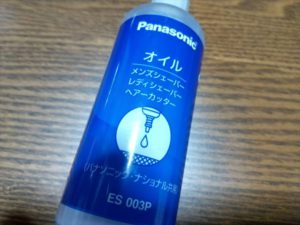 Panasonic
オイル
メンズシェーバー
レディシェーバー
ヘアーカッター
(パナソニック・ナショナル共用)
ES 003P